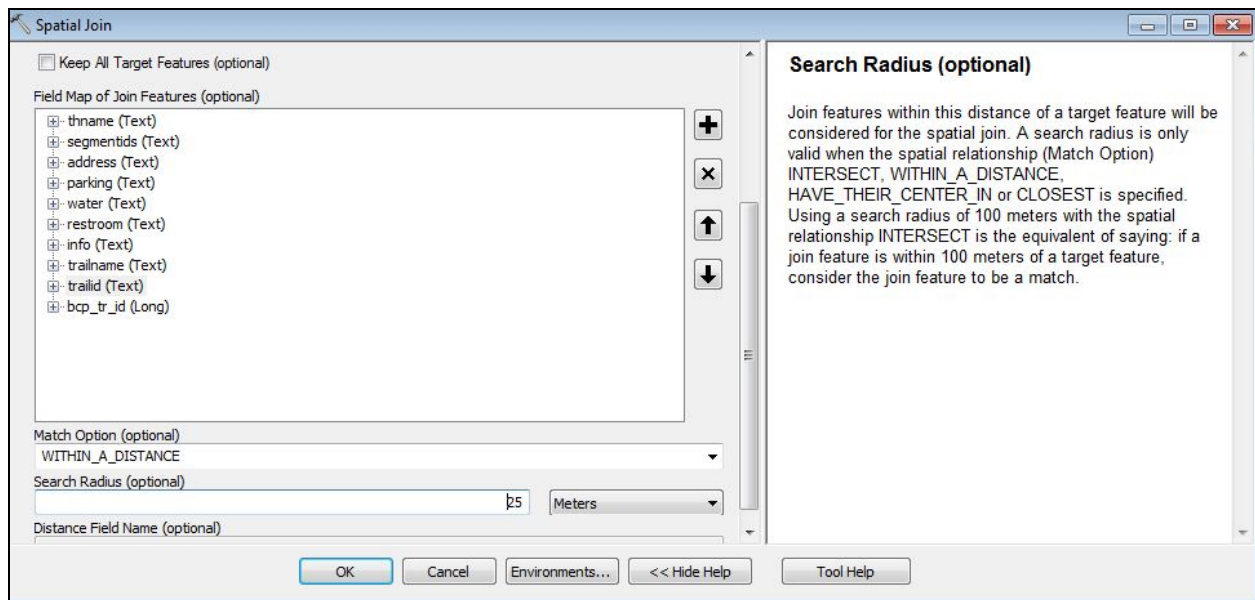 Spatial Join
Keep All Target Features (optional)
Field Map of Join Features (optional)
thname (Text)
segmentids (Text)
address (Text)
parking (Text)
water (Text)
restroom (Text)
info (Text)
trailname (Text)
trailid (Text)
bcp_tr_id (Long)
Match Option (optional)
WITHIN_A_DISTANCE
Search Radius (optional)
25 Meters
Distance Field Name (optional)
OK Cancel Environments... << Hide Help Tool Help
Search Radius (optional)
Join features within this distance of a target feature will be
considered for the spatial join. A search radius is only
valid when the spatial relationship (Match Option)
INTERSECT, WITHIN_A_DISTANCE,
HAVE_THEIR_CENTER_IN or CLOSEST is specified.
Using a search radius of 100 meters with the spatial
relationship INTERSECT is the equivalent of saying: if a
join feature is within 100 meters of a target feature,
consider the join feature to be a match.